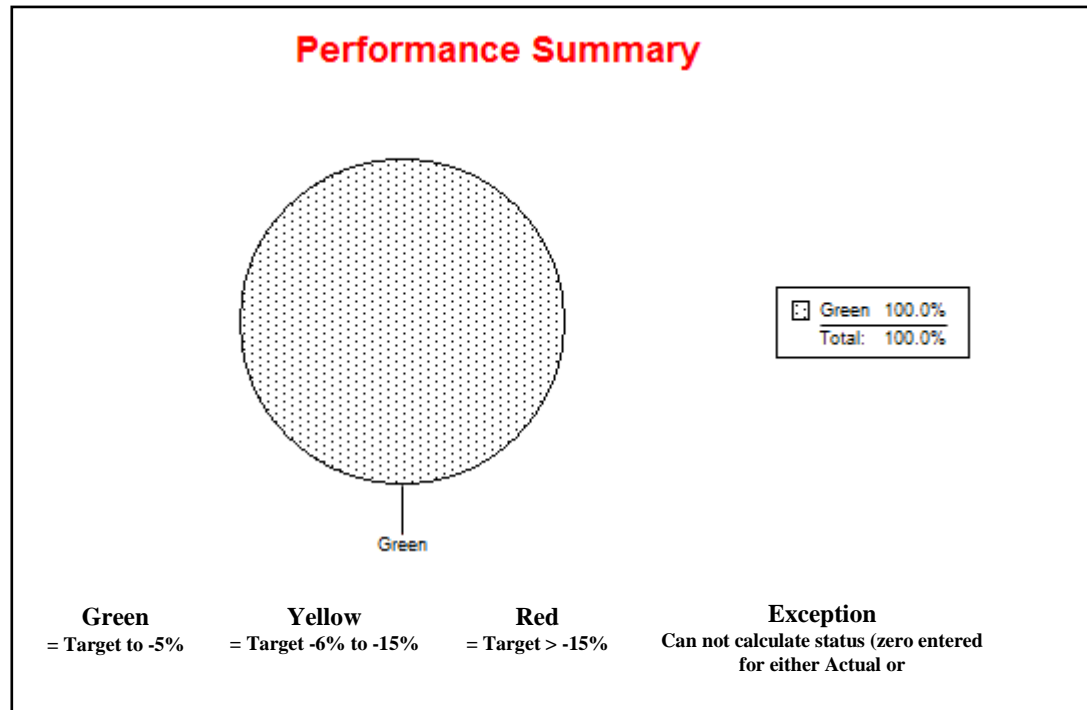 Performance Summary
Green 100.0%
Total: 100.0%
Green
Green
= Target to -5%
Yellow
= Target -6% to -15%
Red
= Target > -15%
Exception
Can not calculate status (zero entered
for either Actual or